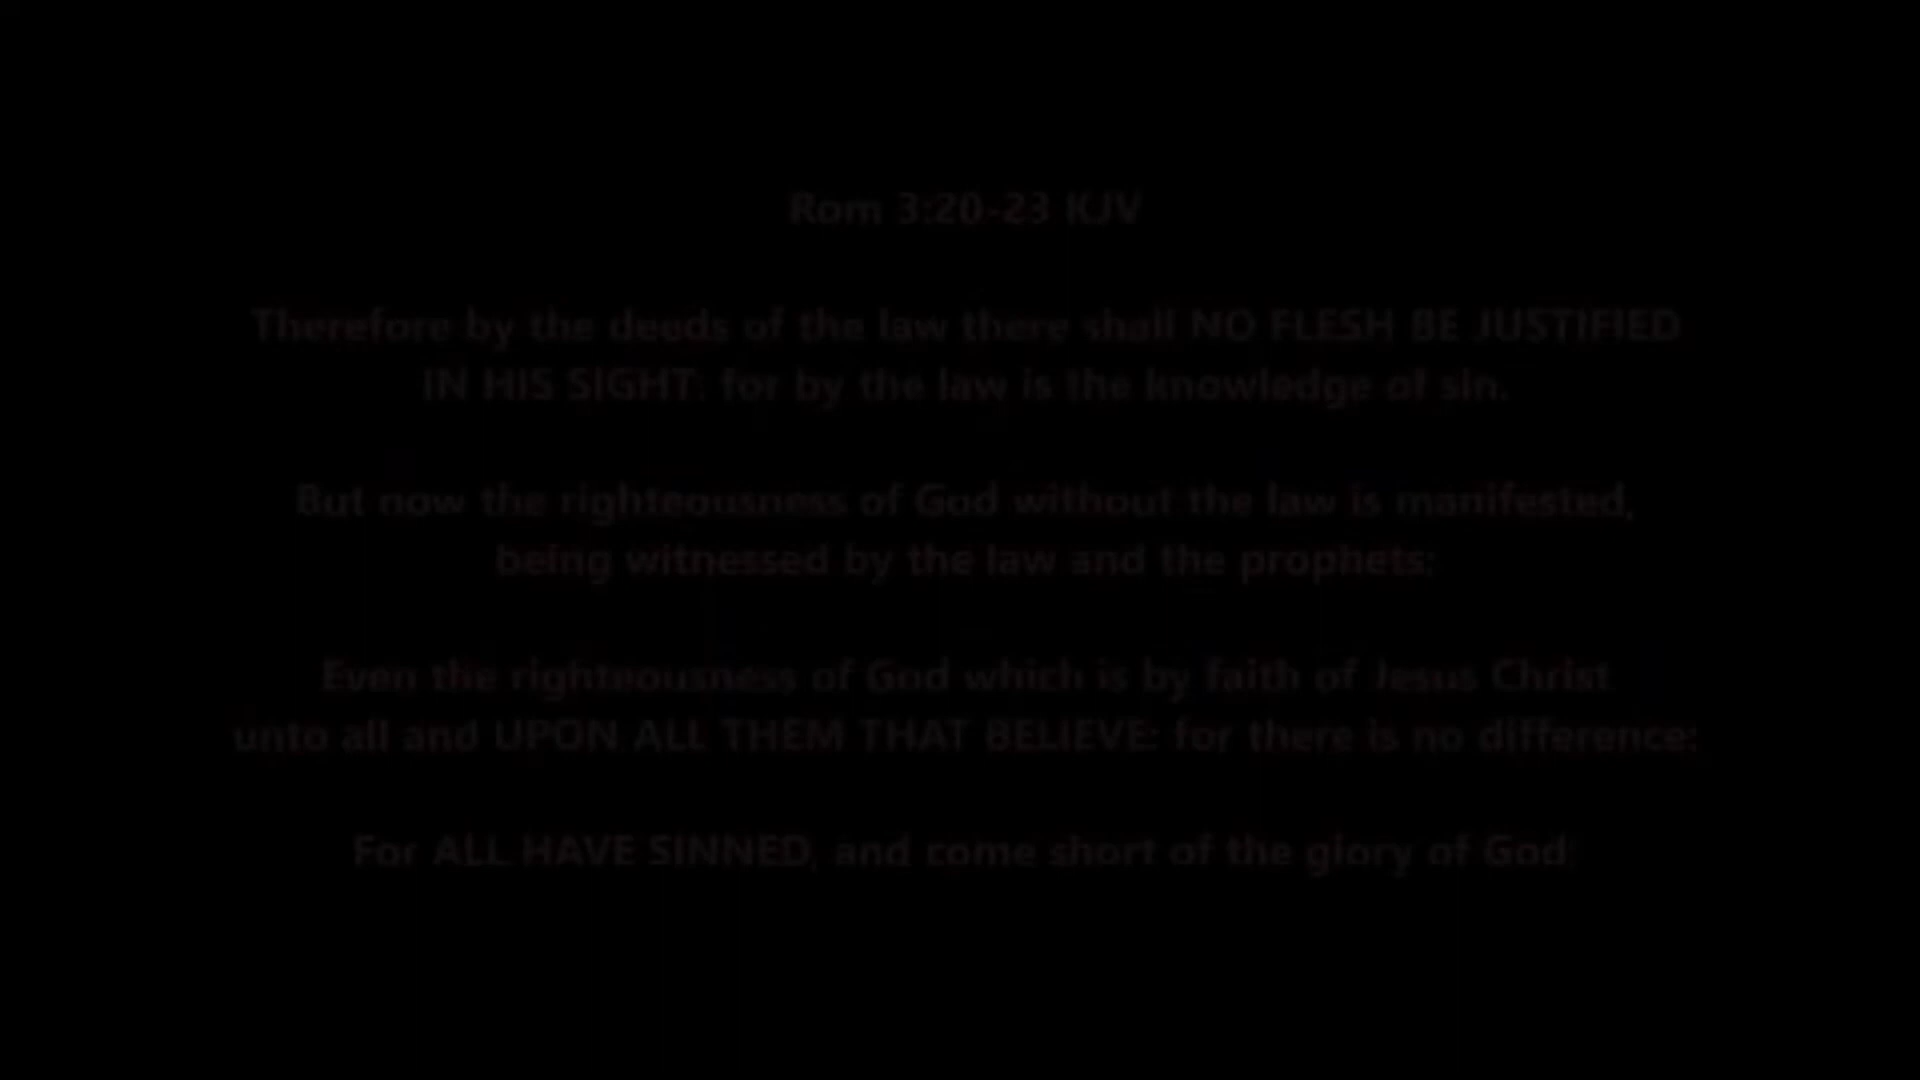 Rom 3:20-23 KJV
Therefore by the deeds of the law there shall NO FLESH BE JUSTIFIED
IN HIS SIGHT: for by the law is the knowledge of sin.
But now the righteousness of God without the law is manifested,
being witnessed by the law and the prophets;
Even the righteousness of God which is by faith of Jesus Christ
unto all and UPON ALL THEM THAT BELIEVE: for there is no difference:
For ALL HAVE SINNED, and come short of the glory of God;